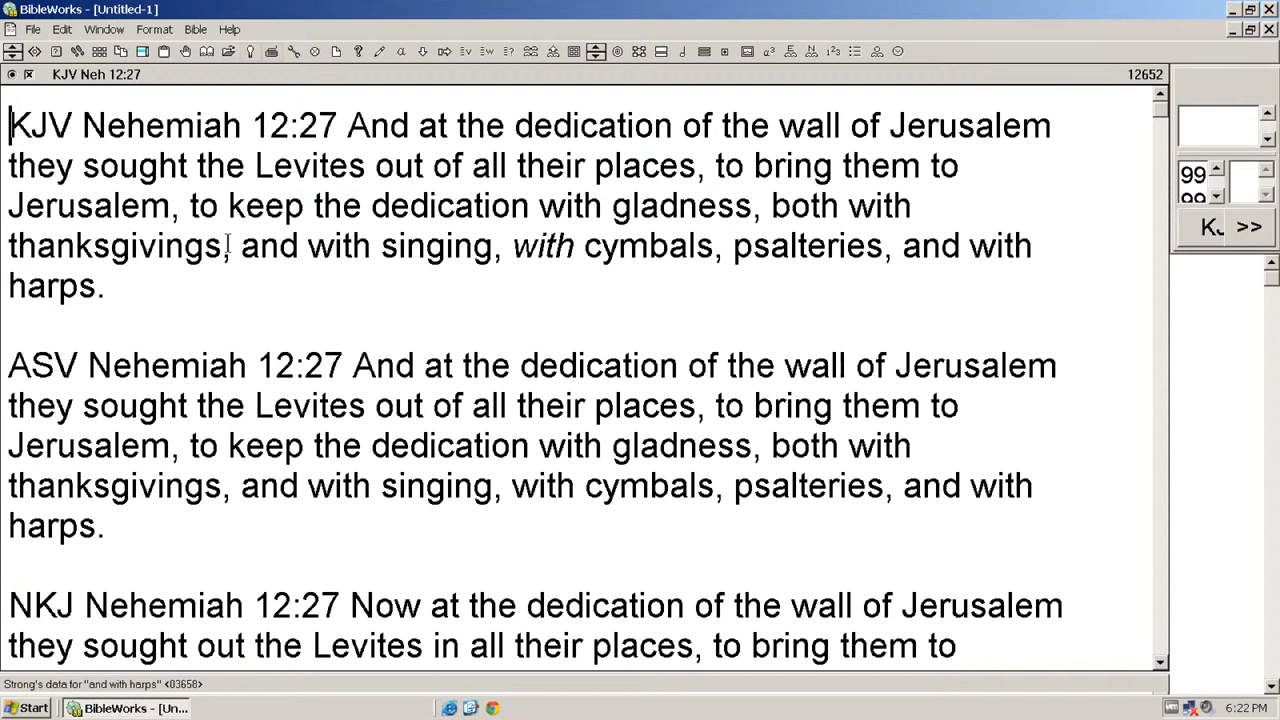 BibleWorks - [Untitled-1]
File Edit Window Format Bible Help
KJV Neh 12:27 12652
KJV Nehemiah 12:27 And at the dedication of the wall of Jerusalem
they sought the Levites out of all their places, to bring them to
Jerusalem, to keep the dedication with gladness, both with
thanksgivings, and with singing, with cymbals, psalteries, and with
harps.
ASV Nehemiah 12:27 And at the dedication of the wall of Jerusalem
they sought the Levites out of all their places, to bring them to
Jerusalem, to keep the dedication with gladness, both with
thanksgivings, and with singing, with cymbals, psalteries, and with
harps.
NKJ Nehemiah 12:27 Now at the dedication of the wall of Jerusalem
they sought out the Levites in all their places, to bring them to
99
99
KJ >>
Strong's data for "and with harps" <03658>
Start BibleWorks - [Un... 6:22 PM